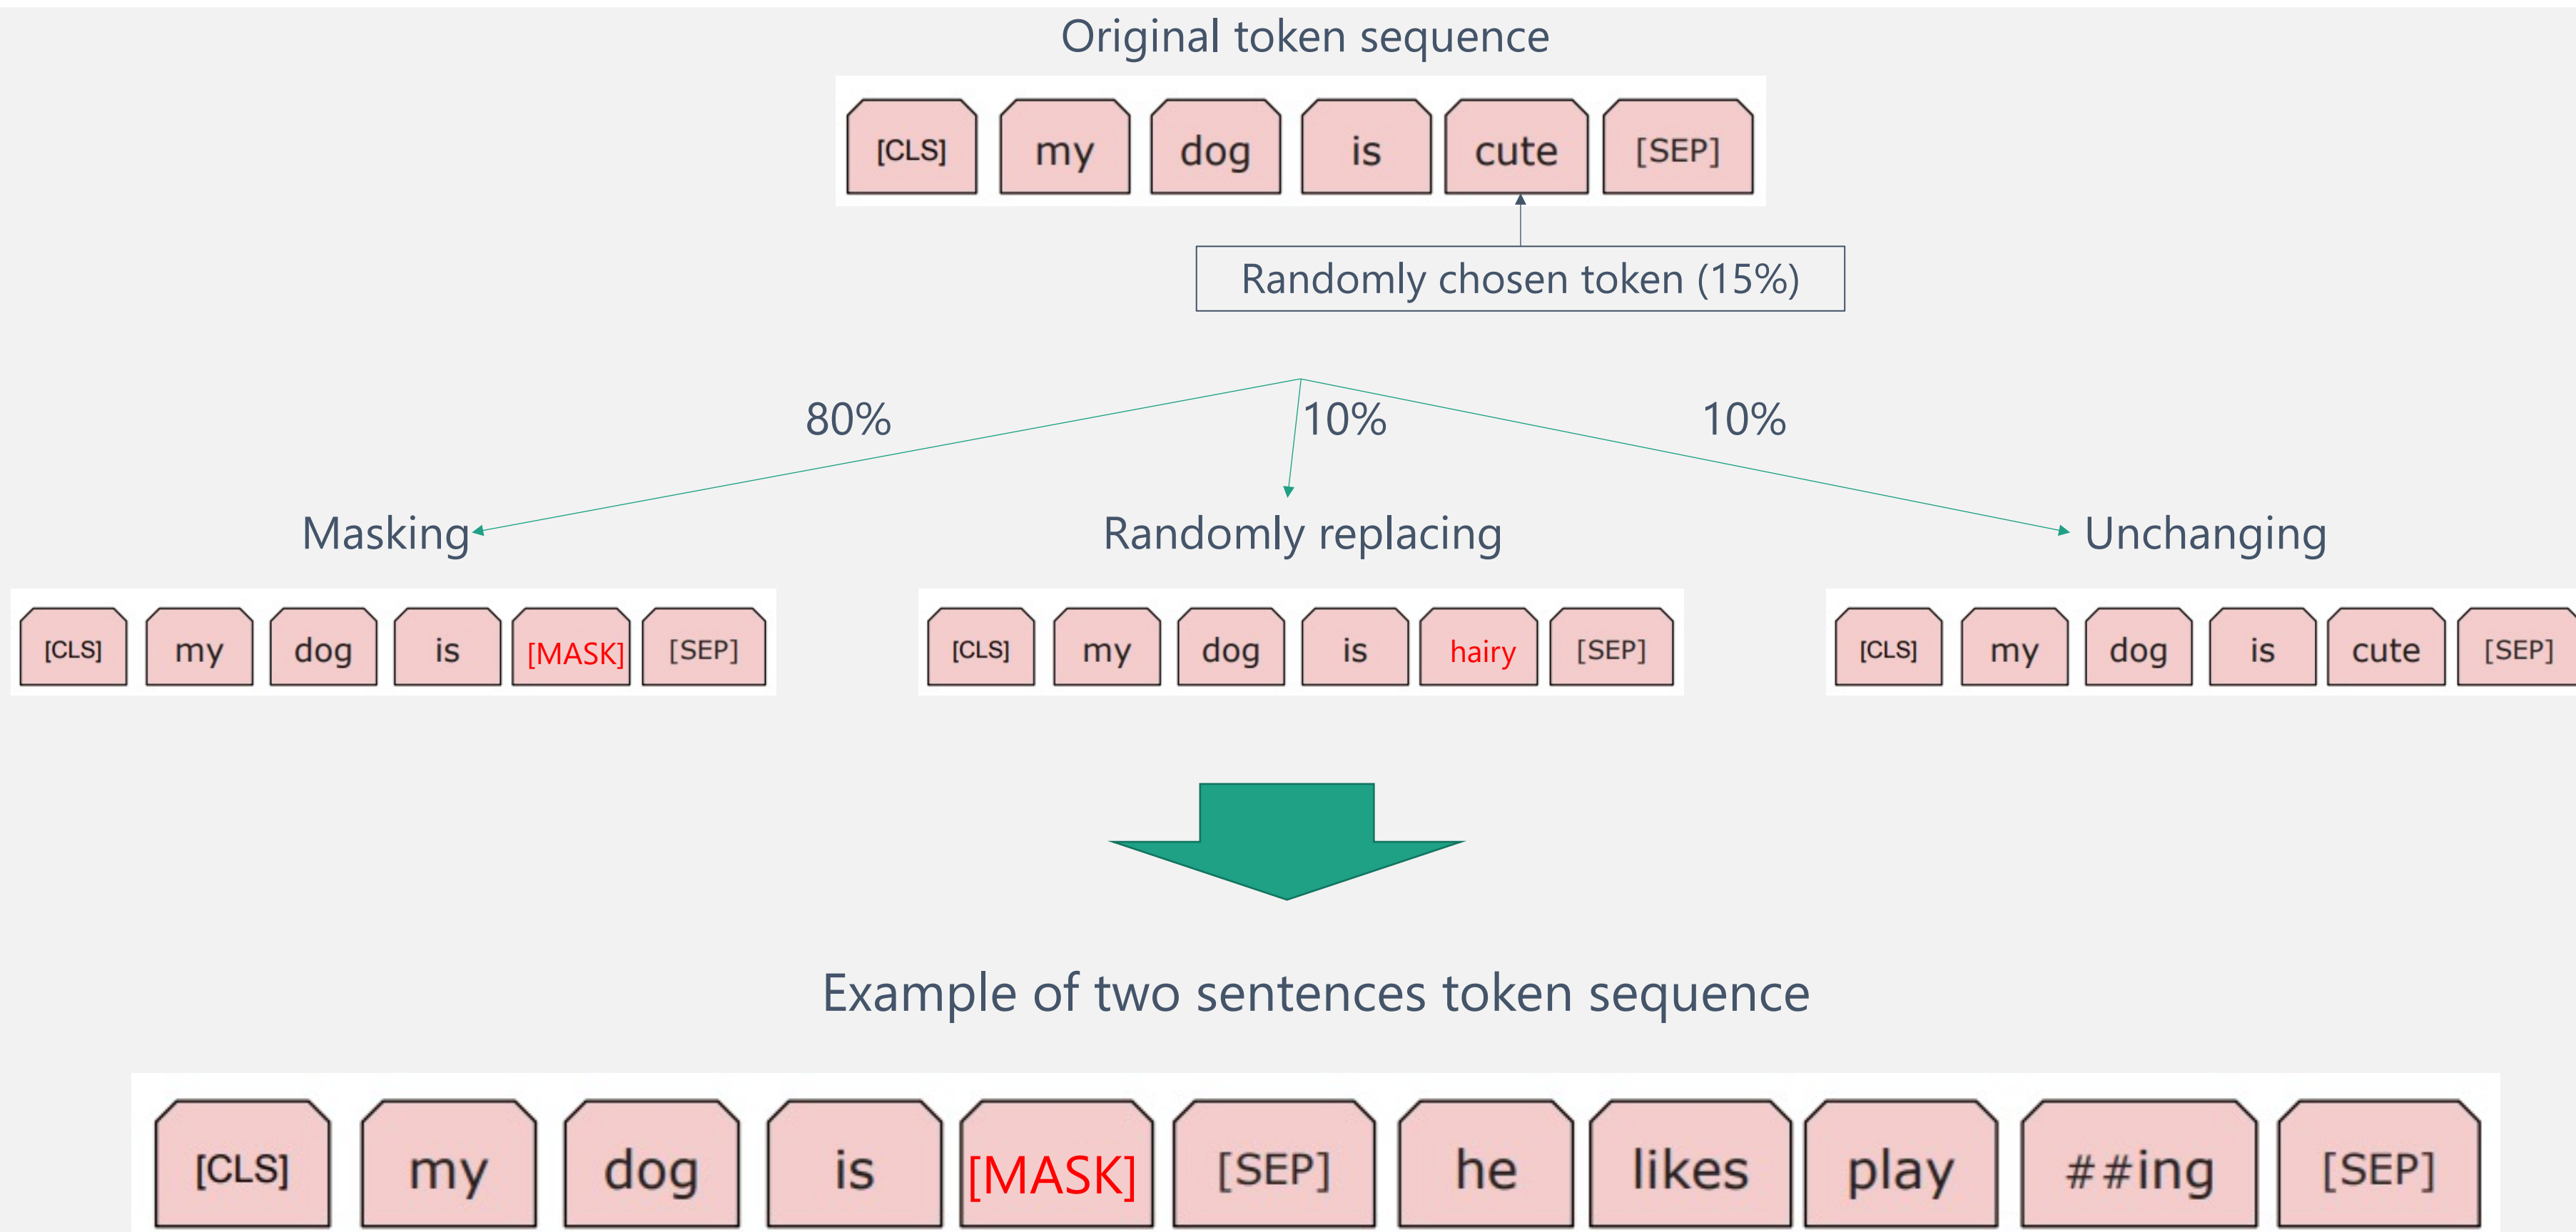 Original token sequence
[CLS] my dog is cute [SEP]
Randomly chosen token (15%)
80% 10% 10%
Masking Randomly replacing Unchanging
[CLS] my dog is [MASK] [SEP] [CLS] my dog is hairy [SEP] [CLS] my dog is cute [SEP]
Example of two sentences token sequence
[CLS] my dog is [MASK] [SEP] he likes play ##ing [SEP]